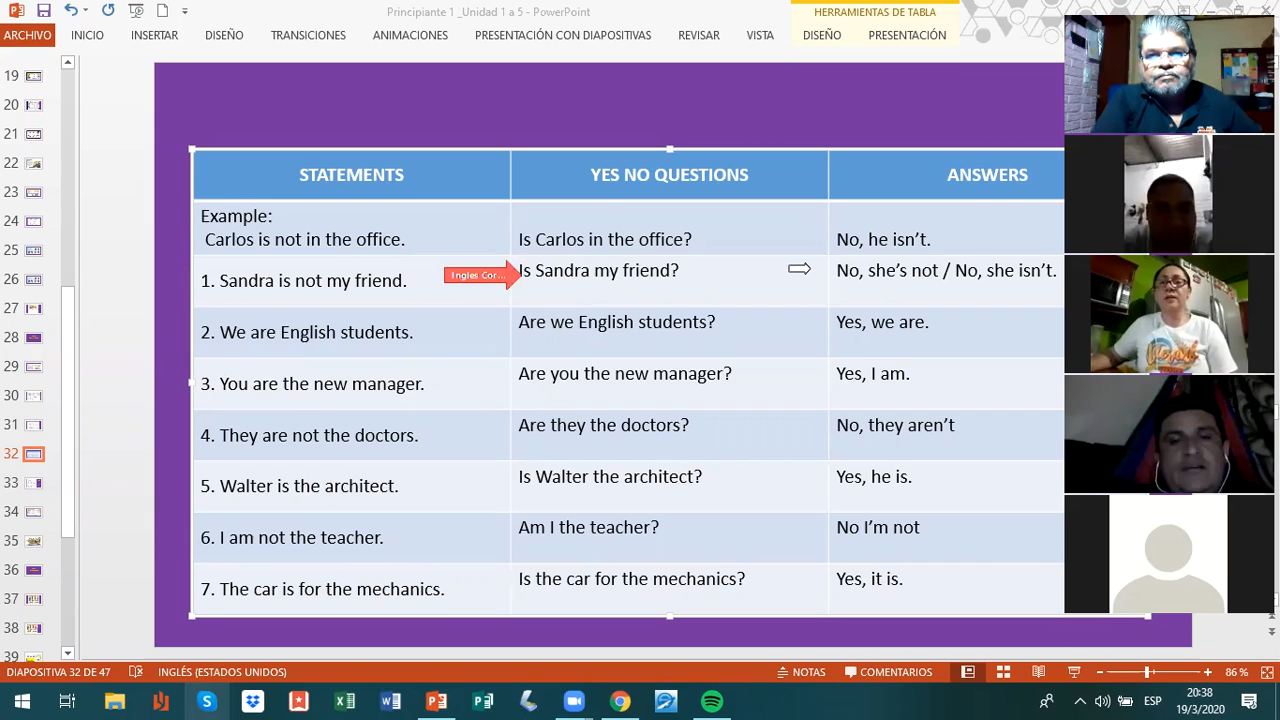 Principiante 1 _Unidad 1 a 5 - PowerPoint
HERRAMIENTAS DE TABLA
ARCHIVO INICIO INSERTAR DISEÑO TRANSICIONES ANIMACIONES PRESENTACIÓN CON DIAPOSITIVAS REVISAR VISTA DISEÑO PRESENTACIÓN
19
20
21
22
23
24
25
26
27
28
29
30
31
32
33
34
35
36
37
38
39
STATEMENTS YES NO QUESTIONS ANSWERS
Example:
Carlos is not in the office. Is Carlos in the office? No, he isn't.
1. Sandra is not my friend. Ingles Cor... Is Sandra my friend? No, she's not / No, she isn't.
2. We are English students. Are we English students? Yes, we are.
3. You are the new manager. Are you the new manager? Yes, I am.
4. They are not the doctors. Are they the doctors? No, they aren't
5. Walter is the architect. Is Walter the architect? Yes, he is.
6. I am not the teacher. Am I the teacher? No I'm not
7. The car is for the mechanics. Is the car for the mechanics? Yes, it is.
DIAPOSITIVA 32 DE 47 INGLÉS (ESTADOS UNIDOS) NOTAS COMENTARIOS 86 %
ESP 20:38
19/3/2020